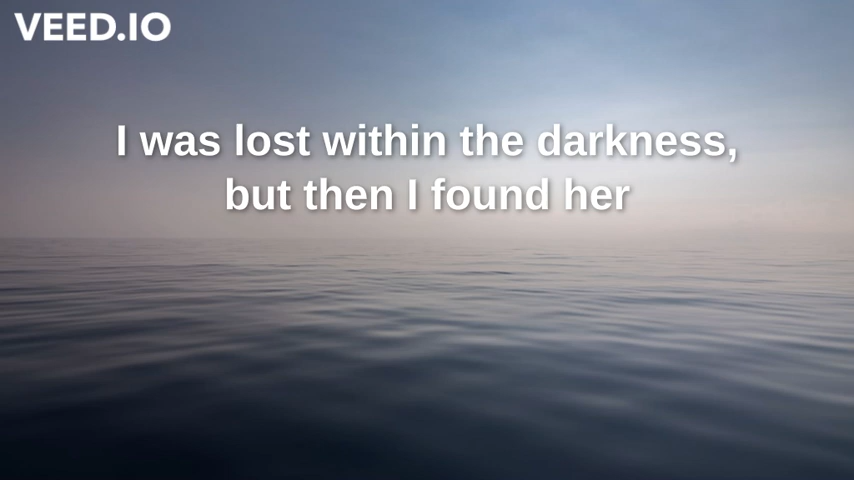 VEED.IO
I was lost within the darkness,
but then I found her